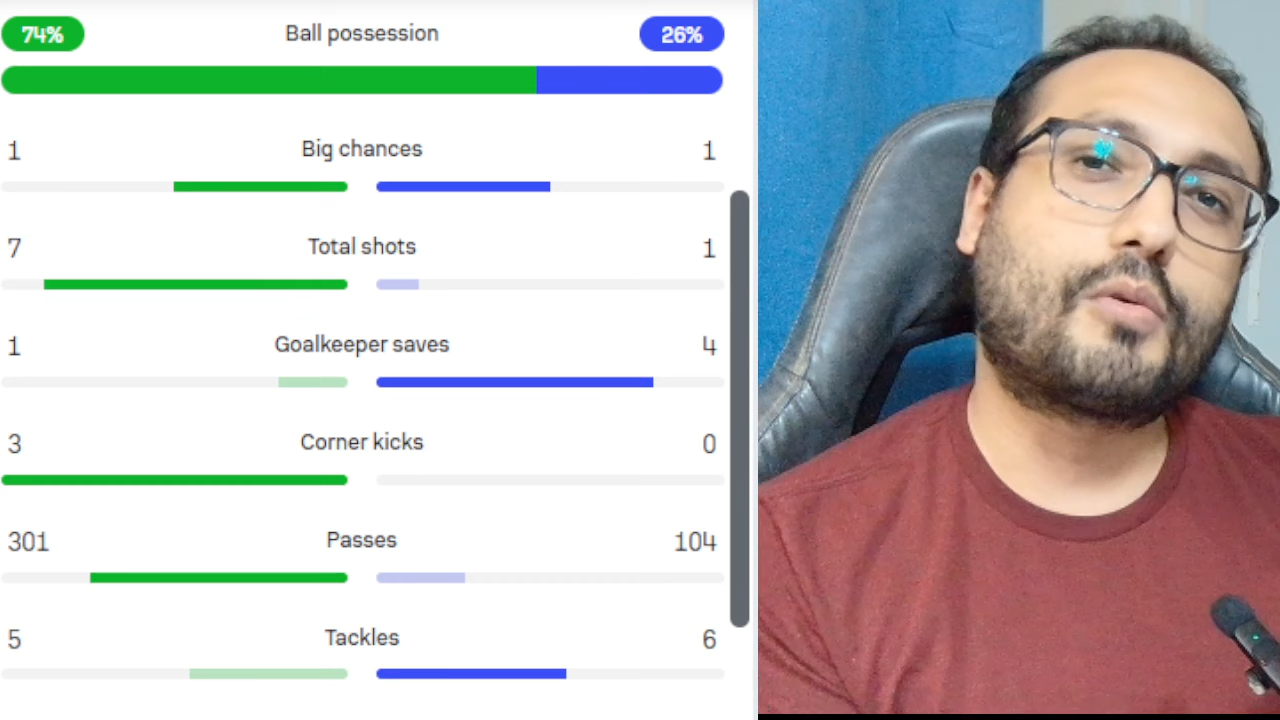 74% Ball possession 26%
1 Big chances 1
7 Total shots 1
1 Goalkeeper saves 4
3 Corner kicks 0
301 Passes 104
5 Tackles 6